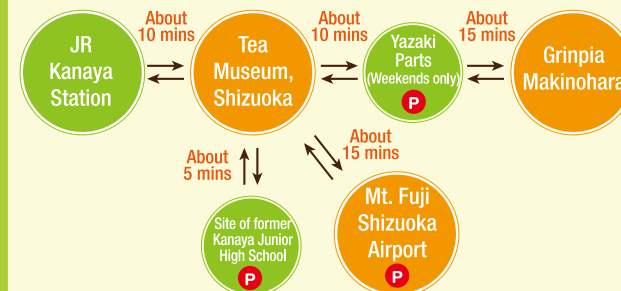 About
10 mins
About
10 mins
About
15 mins
JR
Kanaya
Station
Tea
Museum,
Shizuoka
Yazaki
Parts
(Weekends only)
P
Grinpia
Makinohara
About
5 mins
About
15 mins
Site of former
Kanaya Junior
High School
P
Mt. Fuji
Shizuoka
Airport
P